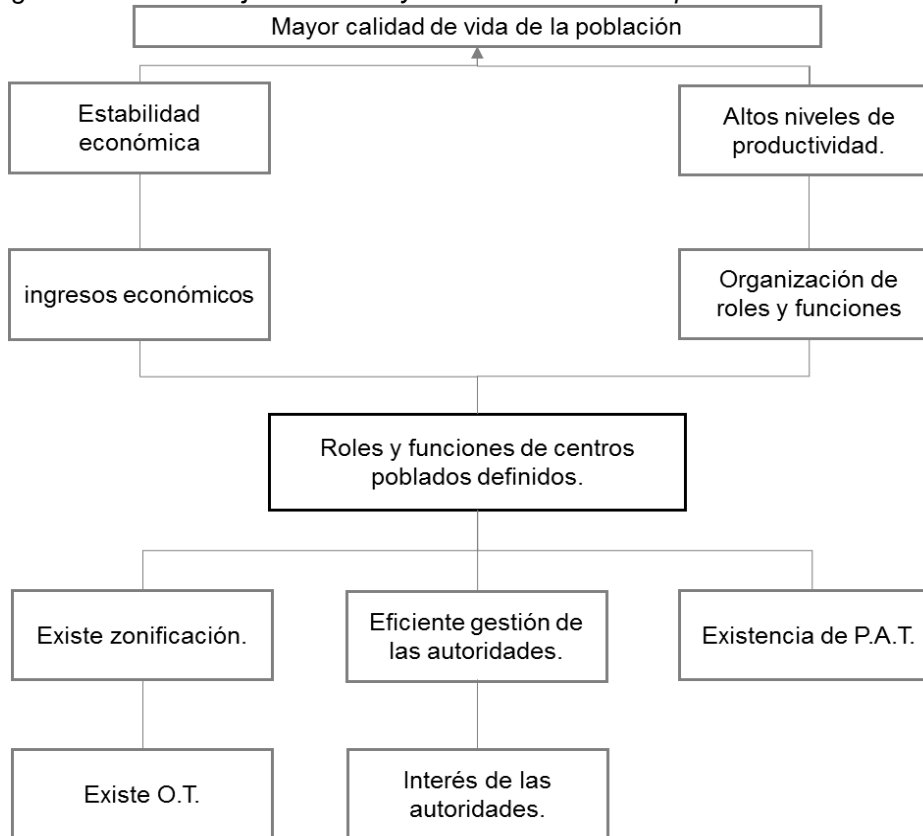 Mayor calidad de vida de la población
Estabilidad
económica
Altos niveles de
productividad.
ingresos económicos
Organización de
roles y funciones
Roles y funciones de centros
poblados definidos.
Existe zonificación.
Eficiente gestión de
las autoridades.
Existencia de P.A.T.
Existe O.T.
Interés de las
autoridades.